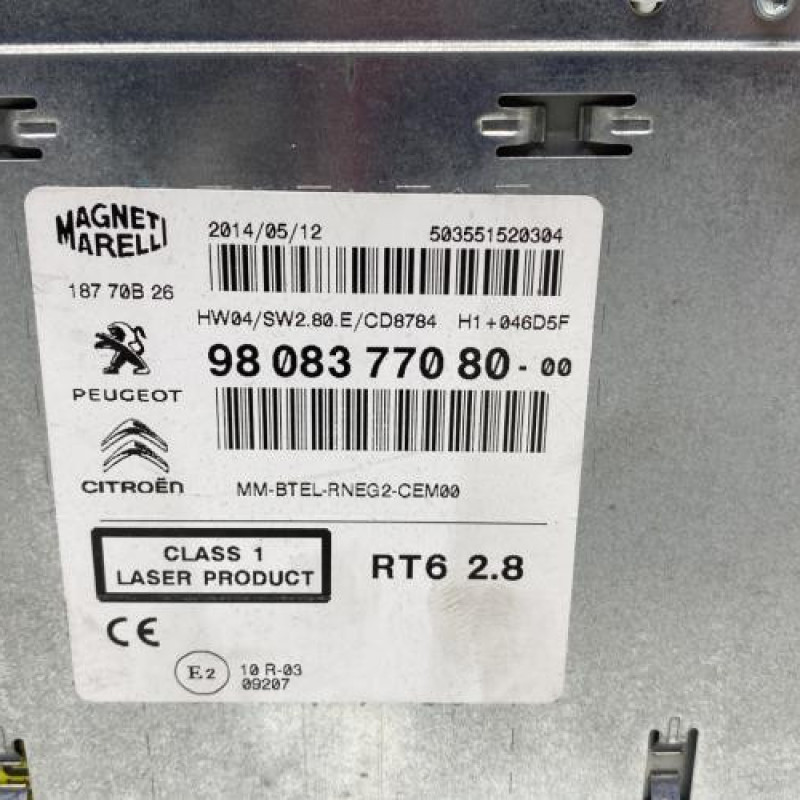 MAGNETI
MARELLI
187 70B 26
2014/05/12 503551520304
HW04/SW2.80.E/CD8784 H1+046D5F
98 083 770 80-00
PEUGEOT
CITROËN
MM-BTEL-RNEG2-CEM00
CLASS 1
LASER PRODUCT
RT6 2.8
CE
E2
10 R-03
09207